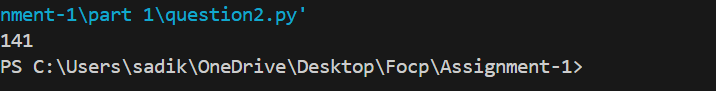 nment-1\part 1\question2.py'
141
PS C:\Users\sadik\OneDrive\Desktop\Focp\Assignment-1>